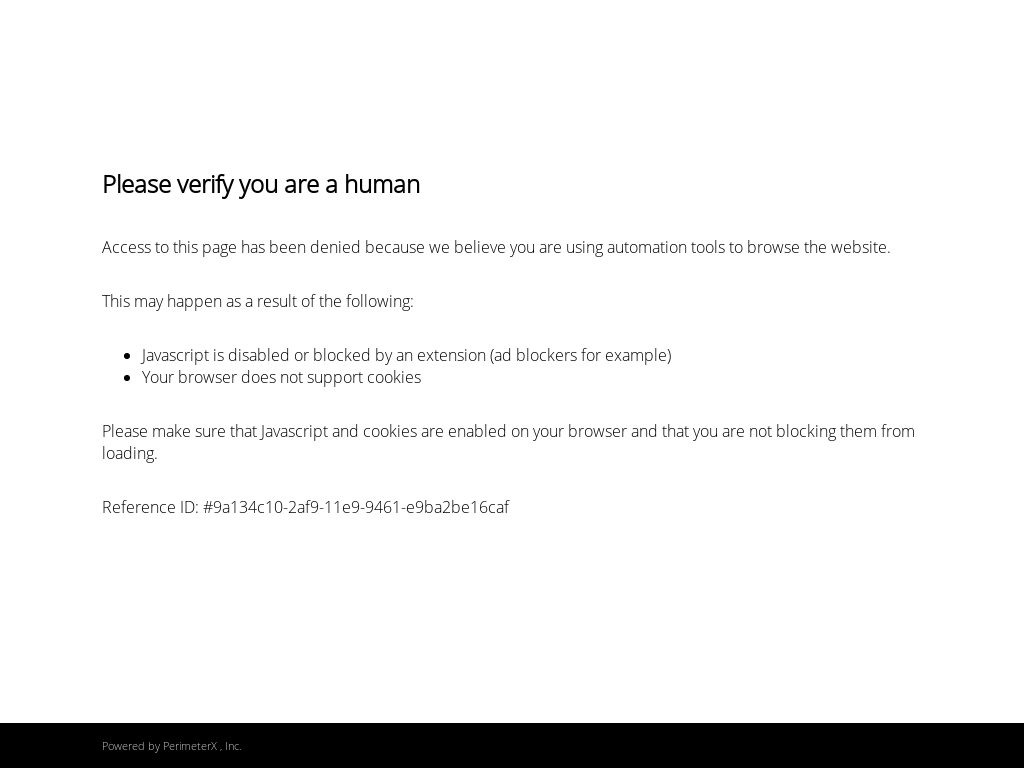 Please verify you are a human
Access to this page has been denied because we believe you are using automation tools to browse the website.
This may happen as a result of the following:
Javascript is disabled or blocked by an extension (ad blockers for example)
Your browser does not support cookies
Please make sure that Javascript and cookies are enabled on your browser and that you are not blocking them from
loading.
Reference ID: #9a134c10-2af9-11e9-9461-e9ba2be16caf
Powered by PerimeterX , Inc.